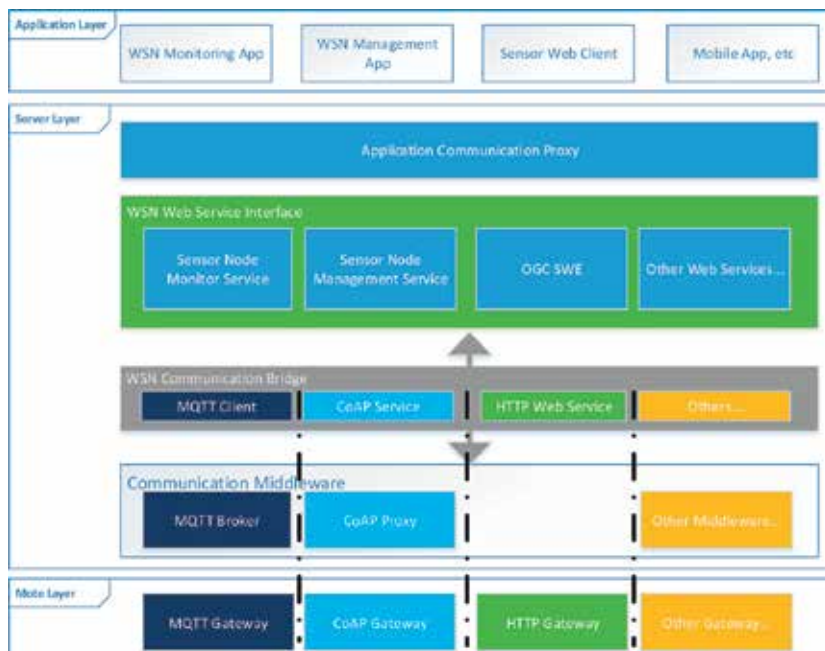 Application Layer
WSN Monitoring App
WSN Management
App
Sensor Web Client
Mobile App, etc
Server Layer
Application Communication Proxy
WSN Web Service Interface
Sensor Node
Monitor Service
Sensor Node
Management Service
OGC SWE
Other Web Services...
WSN Communication Bridge
MQTT Client
CoAP Service
HTTP Web Service
Others...
Communication Middleware
MQTT Broker
CoAP Proxy
Other Middleware...
Mote Layer
MQTT Gateway
CoAP Gateway
HTTP Gateway
Other Gateway...